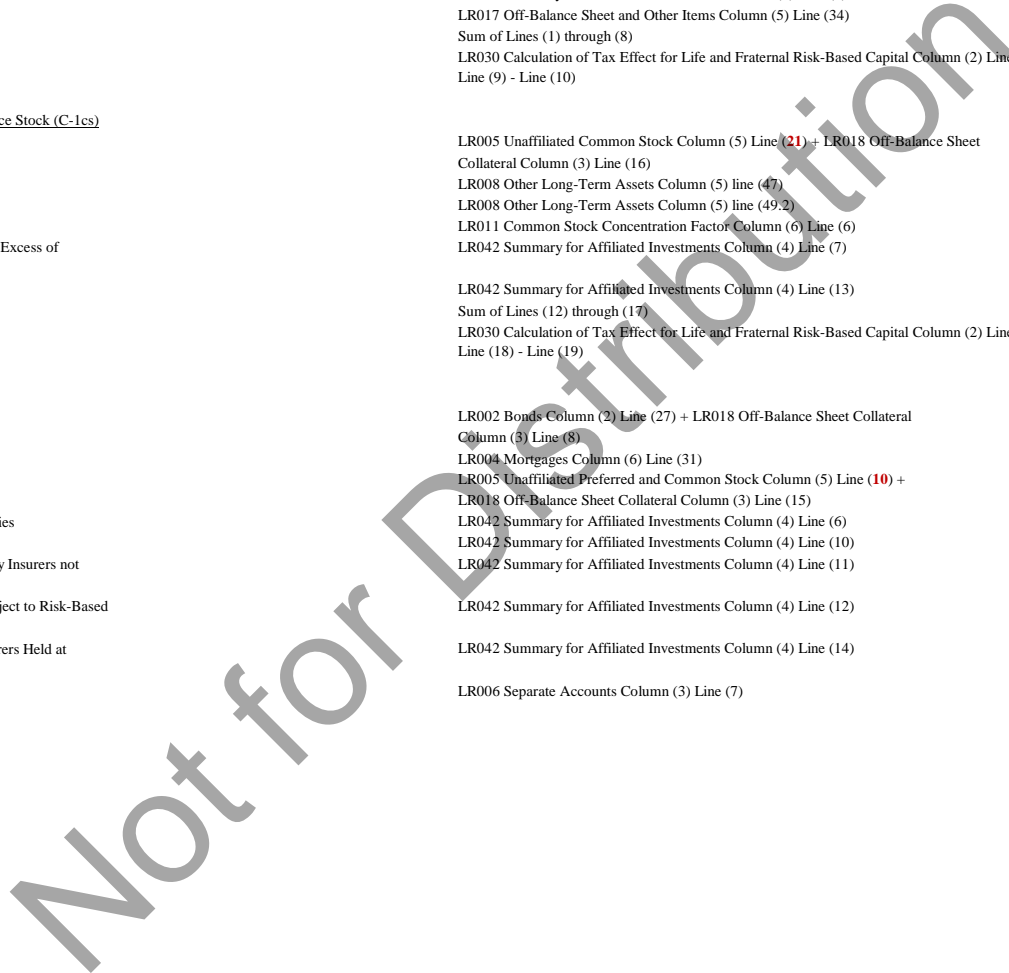 LR017 Off-Balance Sheet and Other Items Column (5) Line (34)
Sum of Lines (1) through (8)
LR030 Calculation of Tax Effect for Life and Fraternal Risk-Based Capital Column (2) Line
Line (9) - Line (10)
ce Stock (C-1cs)
LR005 Unaffiliated Common Stock Column (5) Line (21) + LR018 Off-Balance Sheet
Collateral Column (3) Line (16)
LR008 Other Long-Term Assets Column (5) line (47)
LR008 Other Long-Term Assets Column (5) line (49.2)
LR011 Common Stock Concentration Factor Column (6) Line (6)
Excess of LR042 Summary for Affiliated Investments Column (4) Line (7)
LR042 Summary for Affiliated Investments Column (4) Line (13)
Sum of Lines (12) through (17)
LR030 Calculation of Tax Effect for Life and Fraternal Risk-Based Capital Column (2) Line
Line (18) - Line (19)
LR002 Bonds Column (2) Line (27) + LR018 Off-Balance Sheet Collateral
Column (3) Line (8)
LR004 Mortgages Column (6) Line (31)
LR005 Unaffiliated Preferred and Common Stock Column (5) Line (10) +
LR018 Off-Balance Sheet Collateral Column (3) Line (15)
ies LR042 Summary for Affiliated Investments Column (4) Line (6)
LR042 Summary for Affiliated Investments Column (4) Line (10)
y Insurers not LR042 Summary for Affiliated Investments Column (4) Line (11)
ject to Risk-Based LR042 Summary for Affiliated Investments Column (4) Line (12)
rers Held at LR042 Summary for Affiliated Investments Column (4) Line (14)
LR006 Separate Accounts Column (3) Line (7)
Not for Distribution